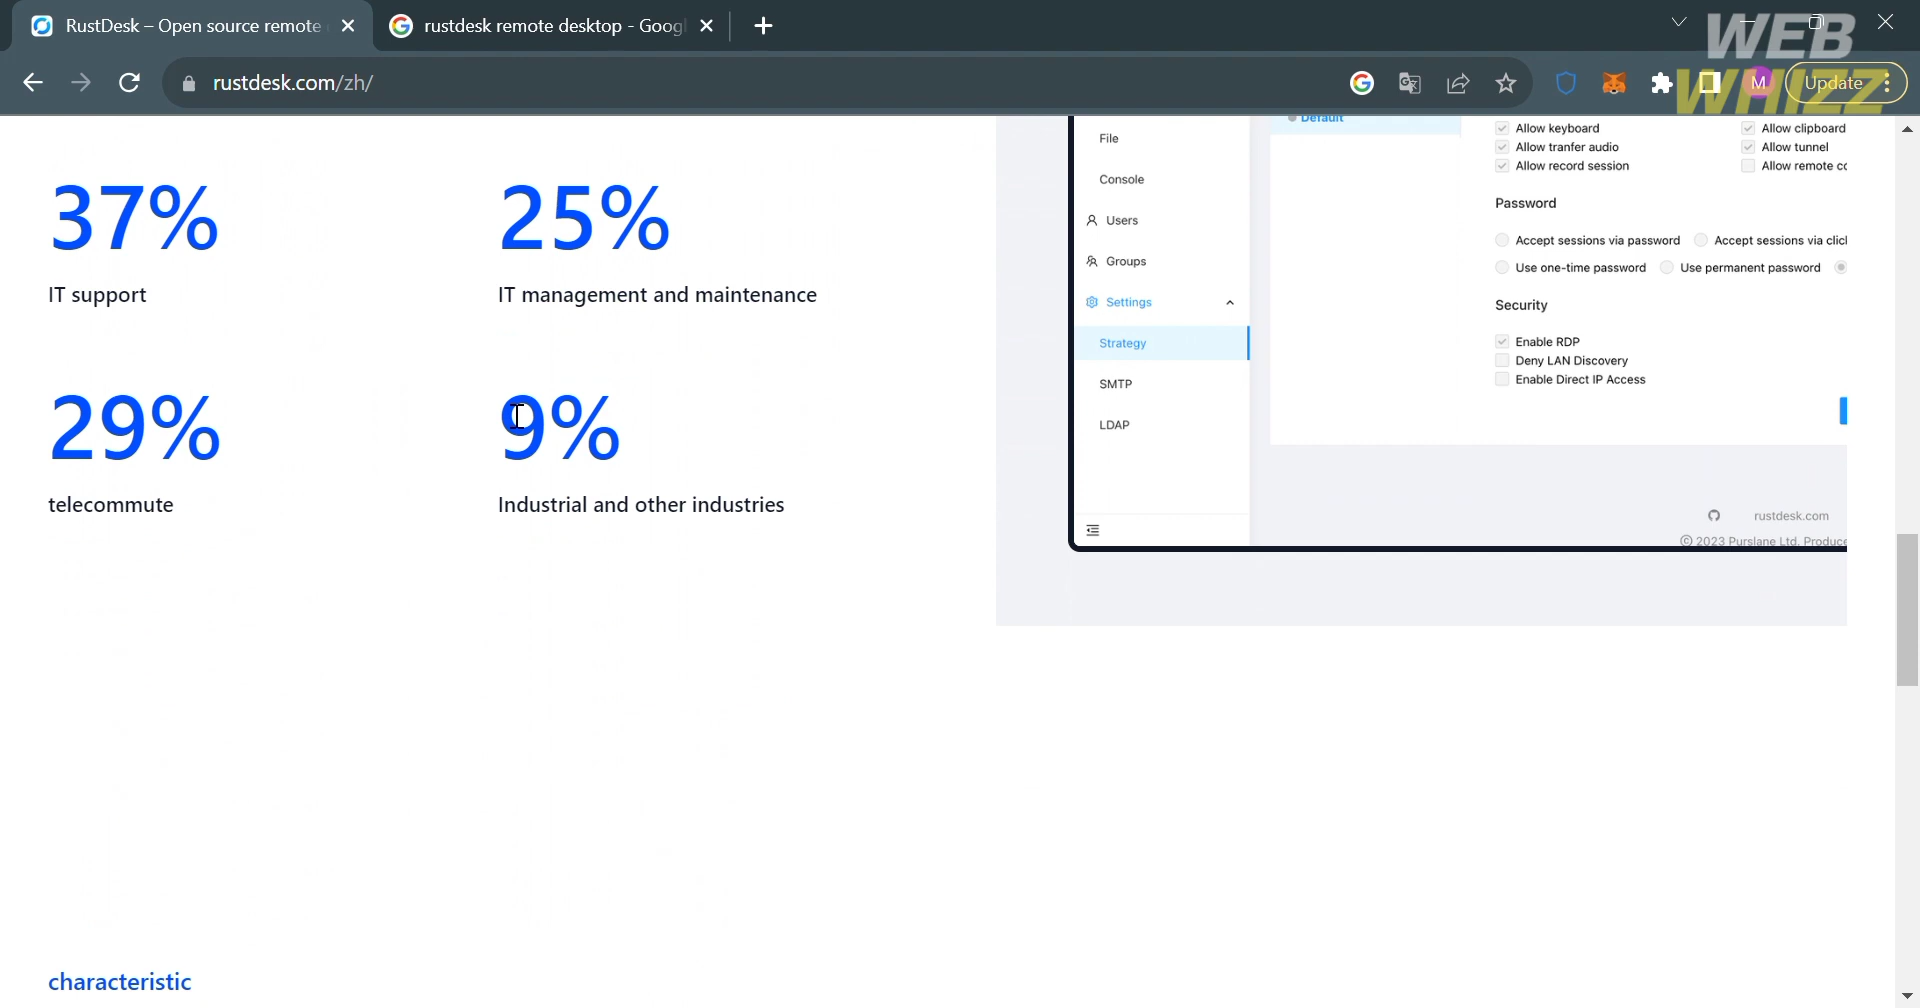 RustDesk – Open source remote
rustdesk remote desktop - Goog
WEB
WHIZZ
rustdesk.com/zh/
M
Update
37%
IT support
25%
IT management and maintenance
29%
telecommute
9%
Industrial and other industries
characteristic
File
Console
Users
Groups
Settings
Strategy
SMTP
LDAP
Default
Allow keyboard
Allow clipboard
Allow tranfer audio
Allow tunnel
Allow record session
Allow remote co
Password
Accept sessions via password
Accept sessions via clicl
Use one-time password
Use permanent password
Security
Enable RDP
Deny LAN Discovery
Enable Direct IP Access
rustdesk.com
© 2023 Purslane Ltd. Produce